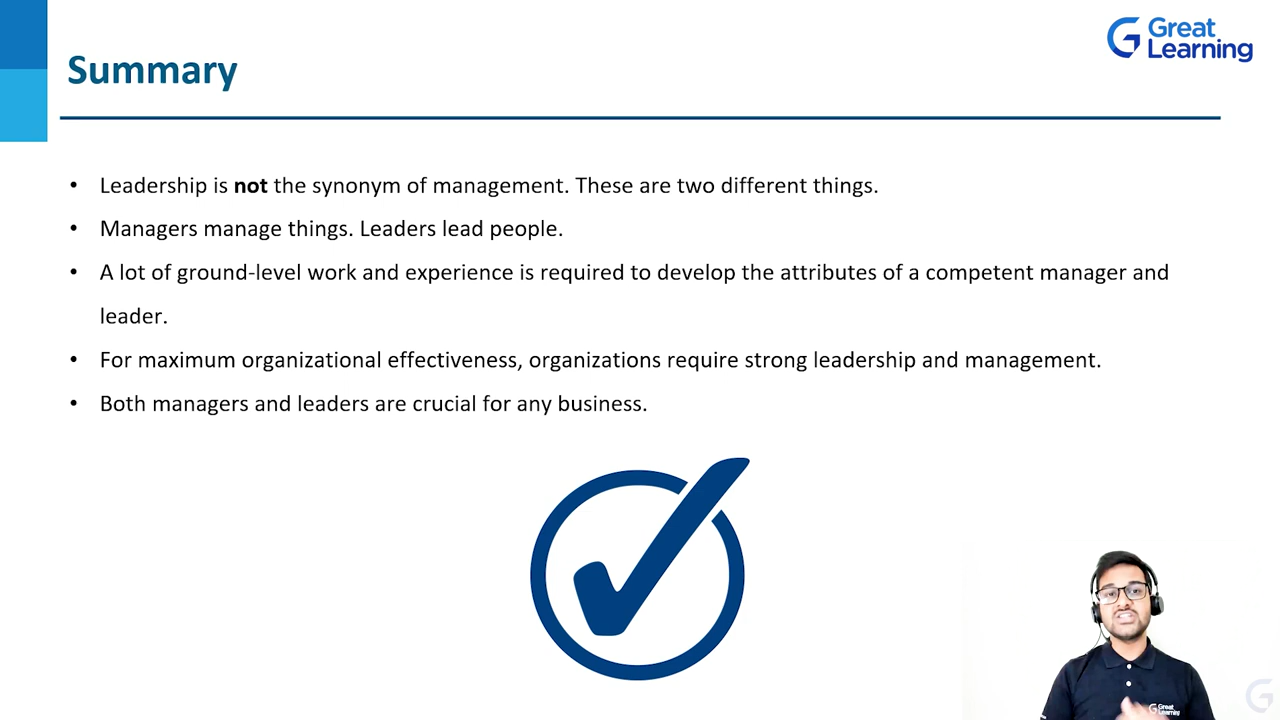 Great
Learning
Summary
• Leadership is not the synonym of management. These are two different things.
• Managers manage things. Leaders lead people.
• A lot of ground-level work and experience is required to develop the attributes of a competent manager and
leader.
• For maximum organizational effectiveness, organizations require strong leadership and management.
• Both managers and leaders are crucial for any business.
Great
Learning